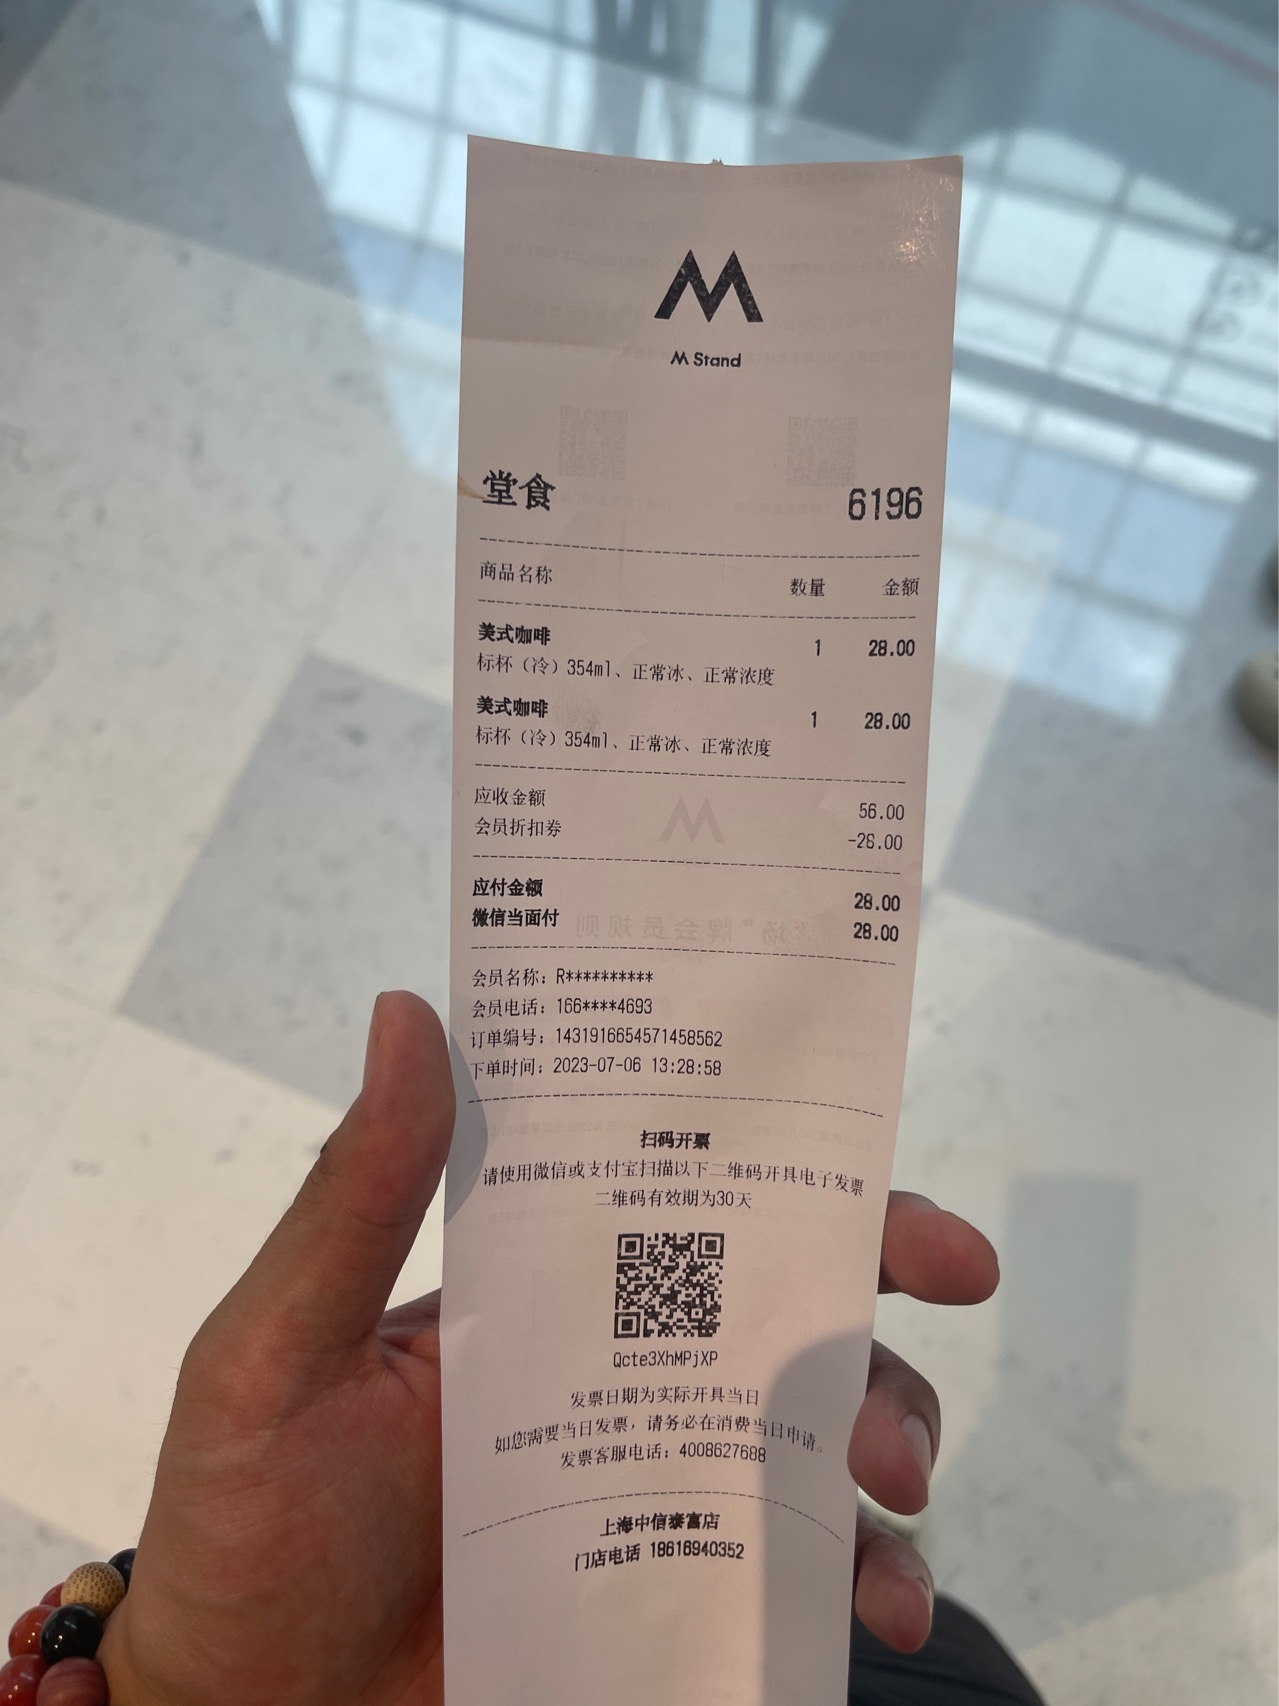 M Stand
堂食 6196
商品名称 数量 金额
美式咖啡 1 28.00
标杯（冷）354ml、正常冰、正常浓度
美式咖啡 1 28.00
标杯（冷）354ml、正常冰、正常浓度
应收金额 56.00
会员折扣券 -28.00
应付金额 28.00
微信当面付 28.00
会员名称：R**********
会员电话：166****4693
订单编号：1431916654571458562
下单时间：2023-07-06 13:28:58
扫码开票
请使用微信或支付宝扫描以下二维码开具电子发票
二维码有效期为30天
Qcte3XhMPjXP
发票日期为实际开具当日
如您需要当日发票，请务必在消费当日申请。
发票客服电话：4008627688
上海中信泰富店
门店电话 18616940352